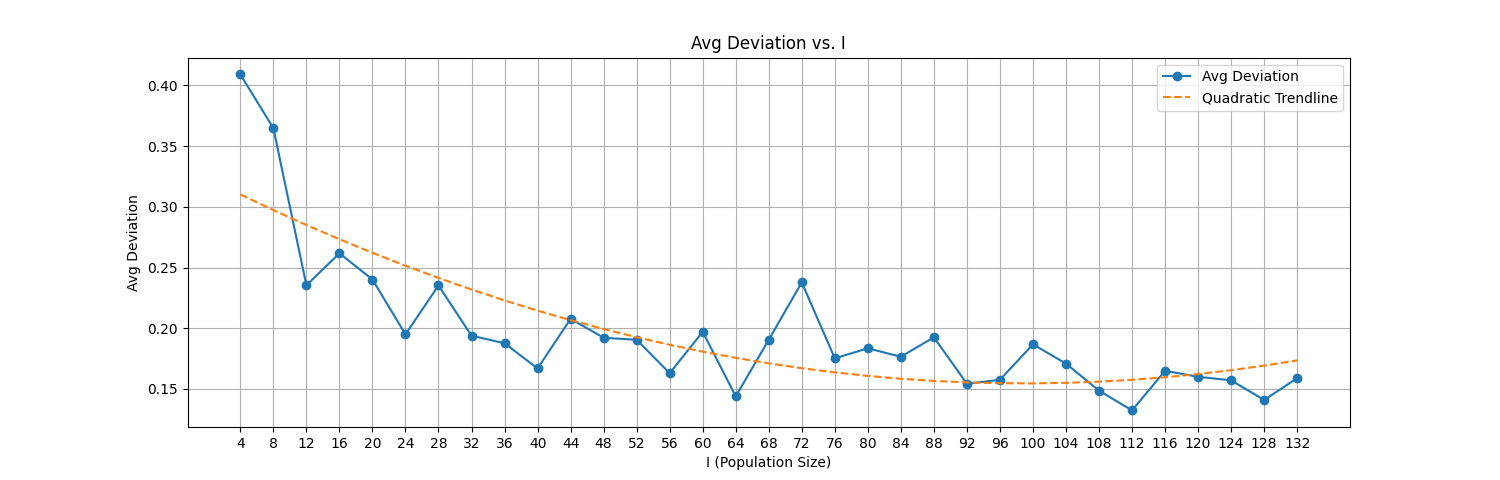 Avg Deviation vs. I
Avg Deviation
Quadratic Trendline
Avg Deviation
0.40
0.35
0.30
0.25
0.20
0.15
4 8 12 16 20 24 28 32 36 40 44 48 52 56 60 64 68 72 76 80 84 88 92 96 100 104 108 112 116 120 124 128 132
I (Population Size)